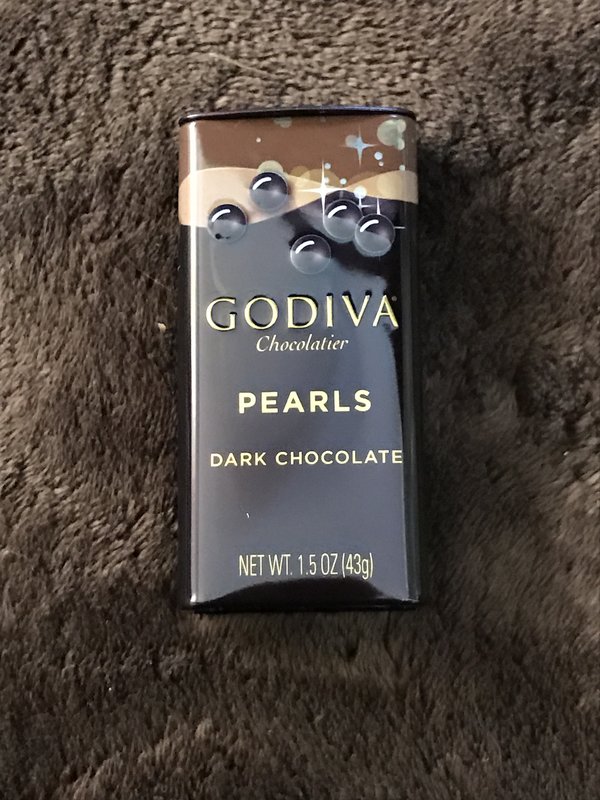 GODIVA
Chocolatier
PEARLS
DARK CHOCOLATE
NET WT. 1.5 OZ (43g)